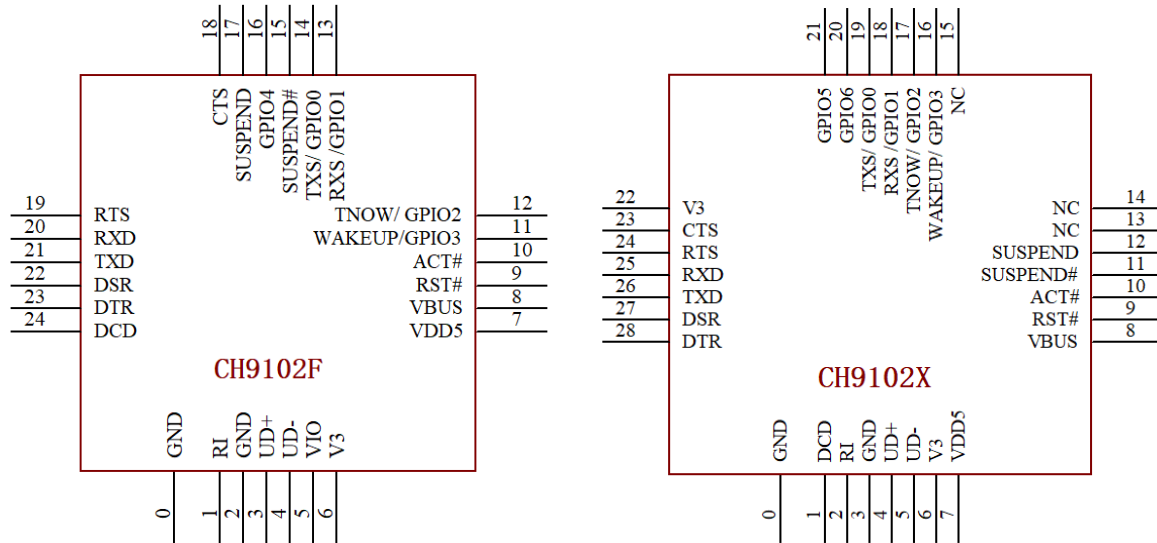 18 17 16 15 14 13
CTS
SUSPEND
GPIO4
SUSPEND#
TXS/ GPIO0
RXS /GPIO1
19 RTS
20 RXD
21 TXD
22 DSR
23 DTR
24 DCD
TNOW/ GPIO2 12
WAKEUP/GPIO3 11
ACT# 10
RST# 9
VBUS 8
VDD5 7
CH9102F
GND
RI
GND
UD+
UD-
VIO
V3
0 1 2 3 4 5 6
21 20 19 18 17 16 15
GPIO5
GPIO6
TXS/ GPIO0
RXS /GPIO1
TNOW/ GPIO2
WAKEUP/ GPIO3
NC
22 V3
23 CTS
24 RTS
25 RXD
26 TXD
27 DSR
28 DTR
NC 14
NC 13
SUSPEND 12
SUSPEND# 11
ACT# 10
RST# 9
VBUS 8
CH9102X
GND
DCD
RI
GND
UD+
UD-
V3
VDD5
0 1 2 3 4 5 6 7